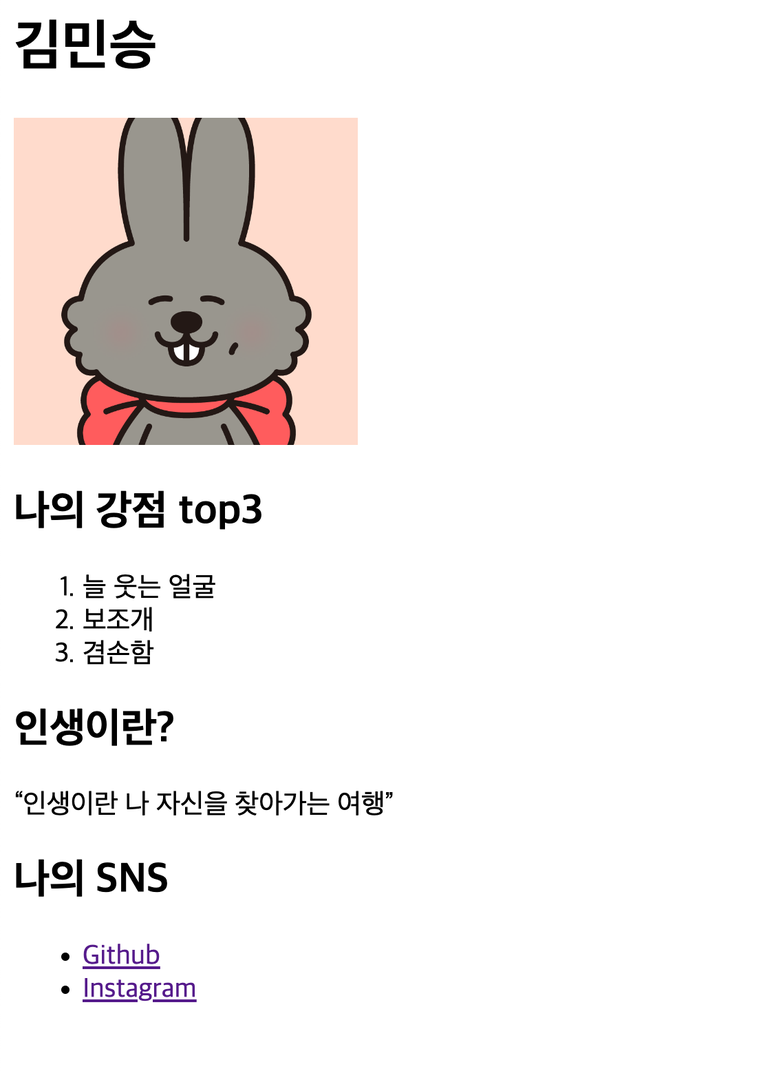 김민승
나의 강점 top3
1. 늘 웃는 얼굴
2. 보조개
3. 겸손함
인생이란?
“인생이란 나 자신을 찾아가는 여행”
나의 SNS
• Github
• Instagram